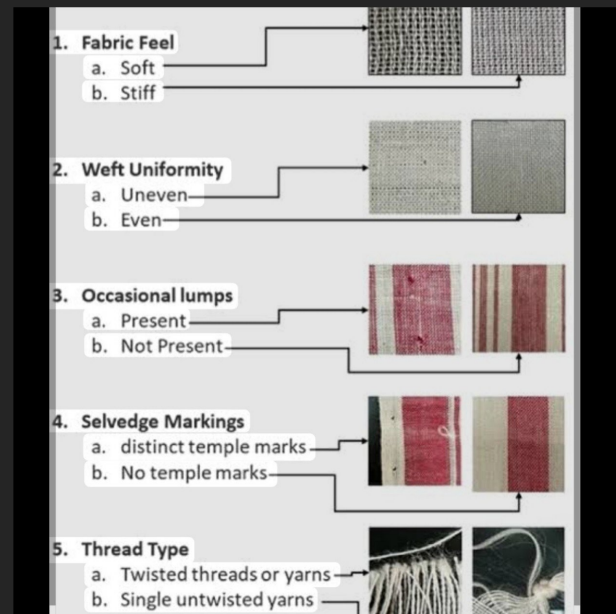 1. Fabric Feel
a. Soft
b. Stiff
2. Weft Uniformity
a. Uneven
b. Even
3. Occasional lumps
a. Present
b. Not Present
4. Selvedge Markings
a. distinct temple marks
b. No temple marks
5. Thread Type
a. Twisted threads or yarns
b. Single untwisted yarns